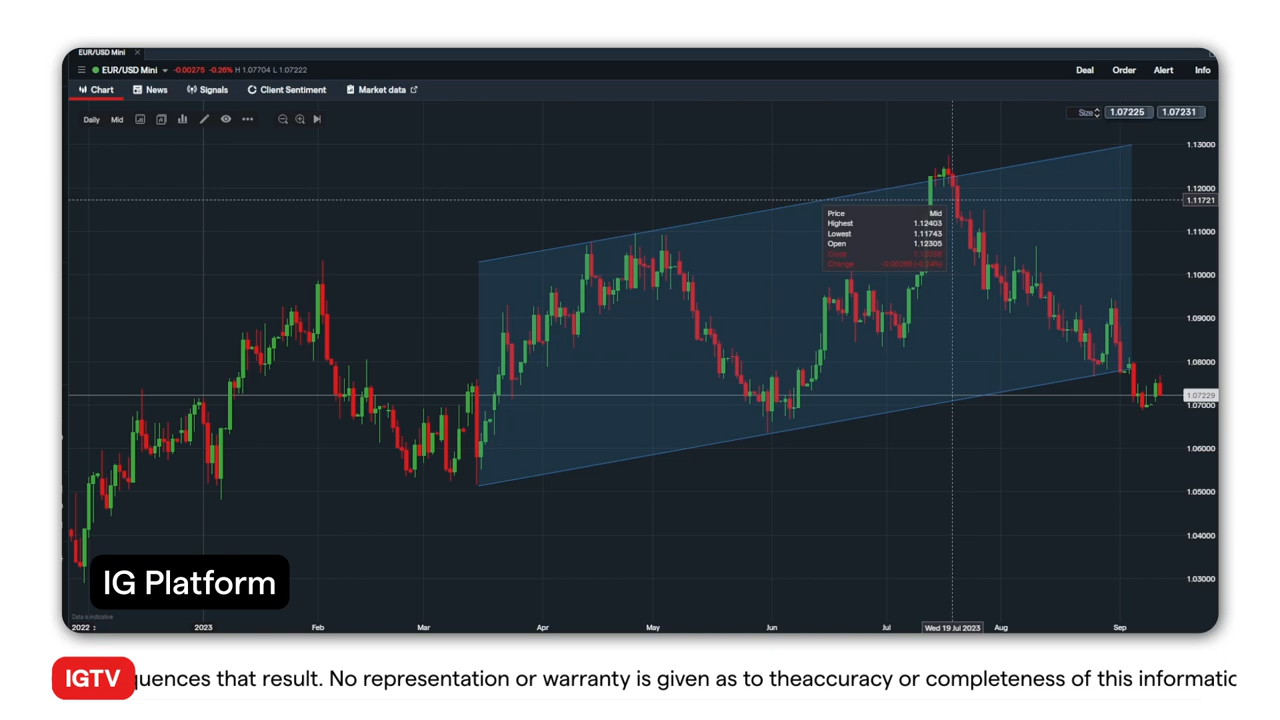 EUR/USD Mini ×
EUR/USD Mini -0.00275 -0.26% H 1.07704 L 1.07222 Deal Order Alert Info
Chart News Signals Client Sentiment Market data
Daily Mid Size 1.07225 1.07231
1.13000
1.12000
1.11721
Price Mid
Highest 1.12403
Lowest 1.11743
Open 1.12305
Close
Change
1.11000
1.10000
1.09000
1.08000
1.07229
1.07000
1.06000
1.05000
1.04000
1.03000
IG Platform
Data is indicative
2022 2023 Feb Mar Apr May Jun Jul Wed 19 Jul 2023 Aug Sep
IGTV quences that result. No representation or warranty is given as to theaccuracy or completeness of this informatic